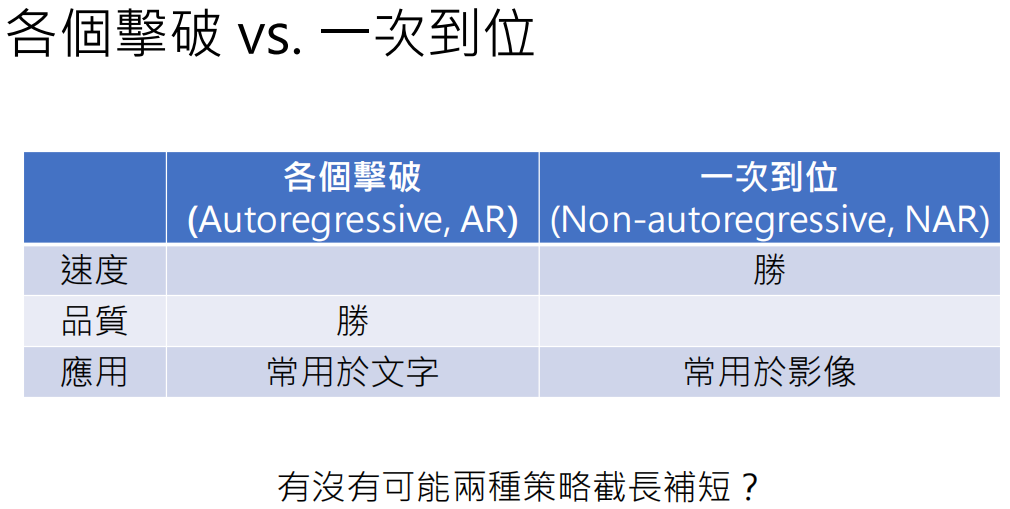 各個擊破 vs. 一次到位
各個擊破
(Autoregressive, AR)
一次到位
(Non-autoregressive, NAR)
速度
勝
品質
勝
應用
常用於文字
常用於影像
有沒有可能兩種策略截長補短？